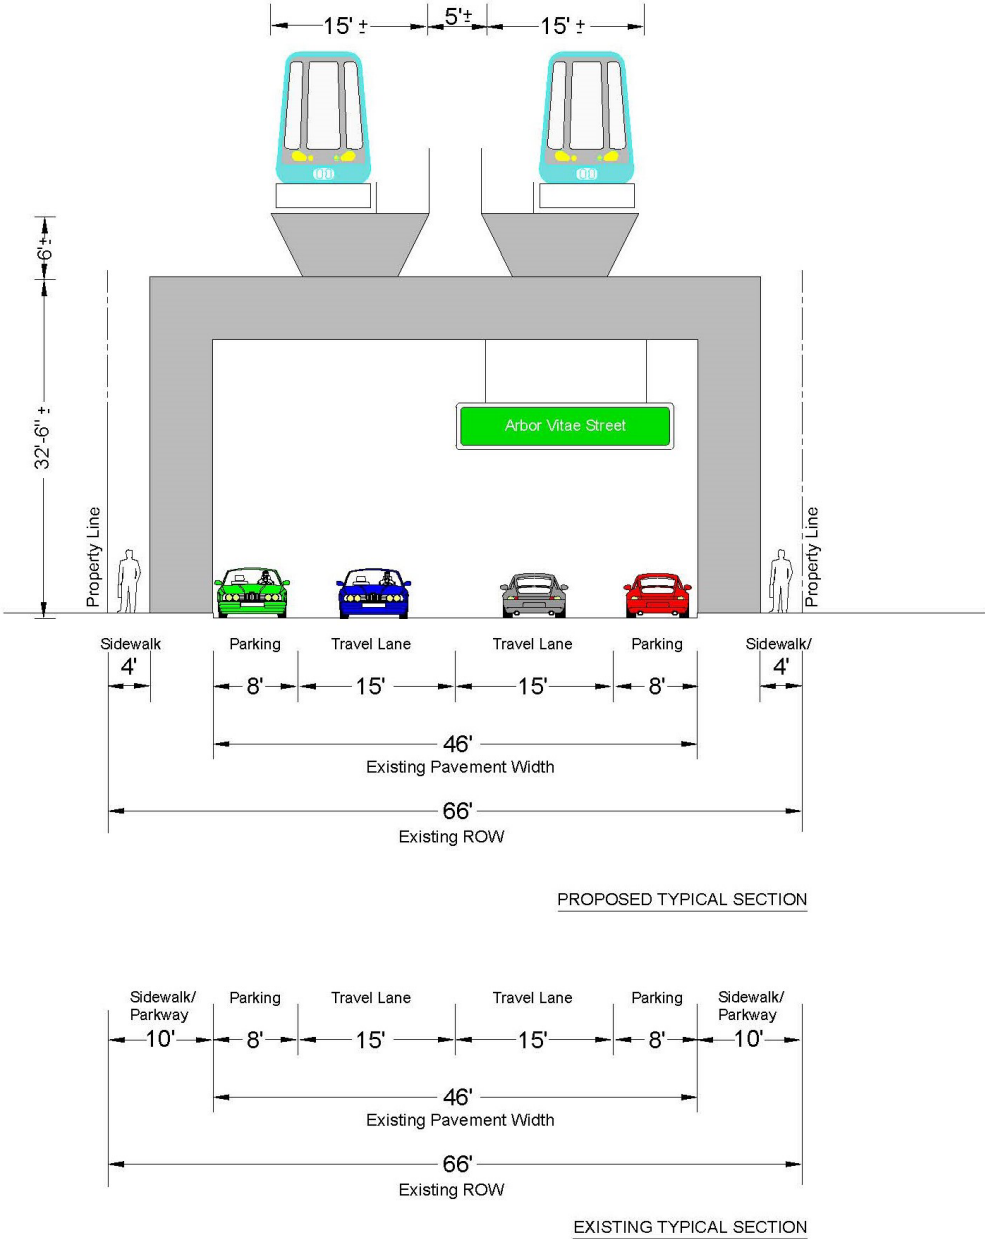 15' ± 5'± 15' ±
6'±
32'-6" ±
Arbor Vitae Street
Property Line
Property Line
Sidewalk Parking Travel Lane Travel Lane Parking Sidewalk/
4' 8' 15' 15' 8' 4'
46'
Existing Pavement Width
66'
Existing ROW
PROPOSED TYPICAL SECTION
Sidewalk/ Parking Travel Lane Travel Lane Parking Sidewalk/
Parkway Parkway
10' 8' 15' 15' 8' 10'
46'
Existing Pavement Width
66'
Existing ROW
EXISTING TYPICAL SECTION